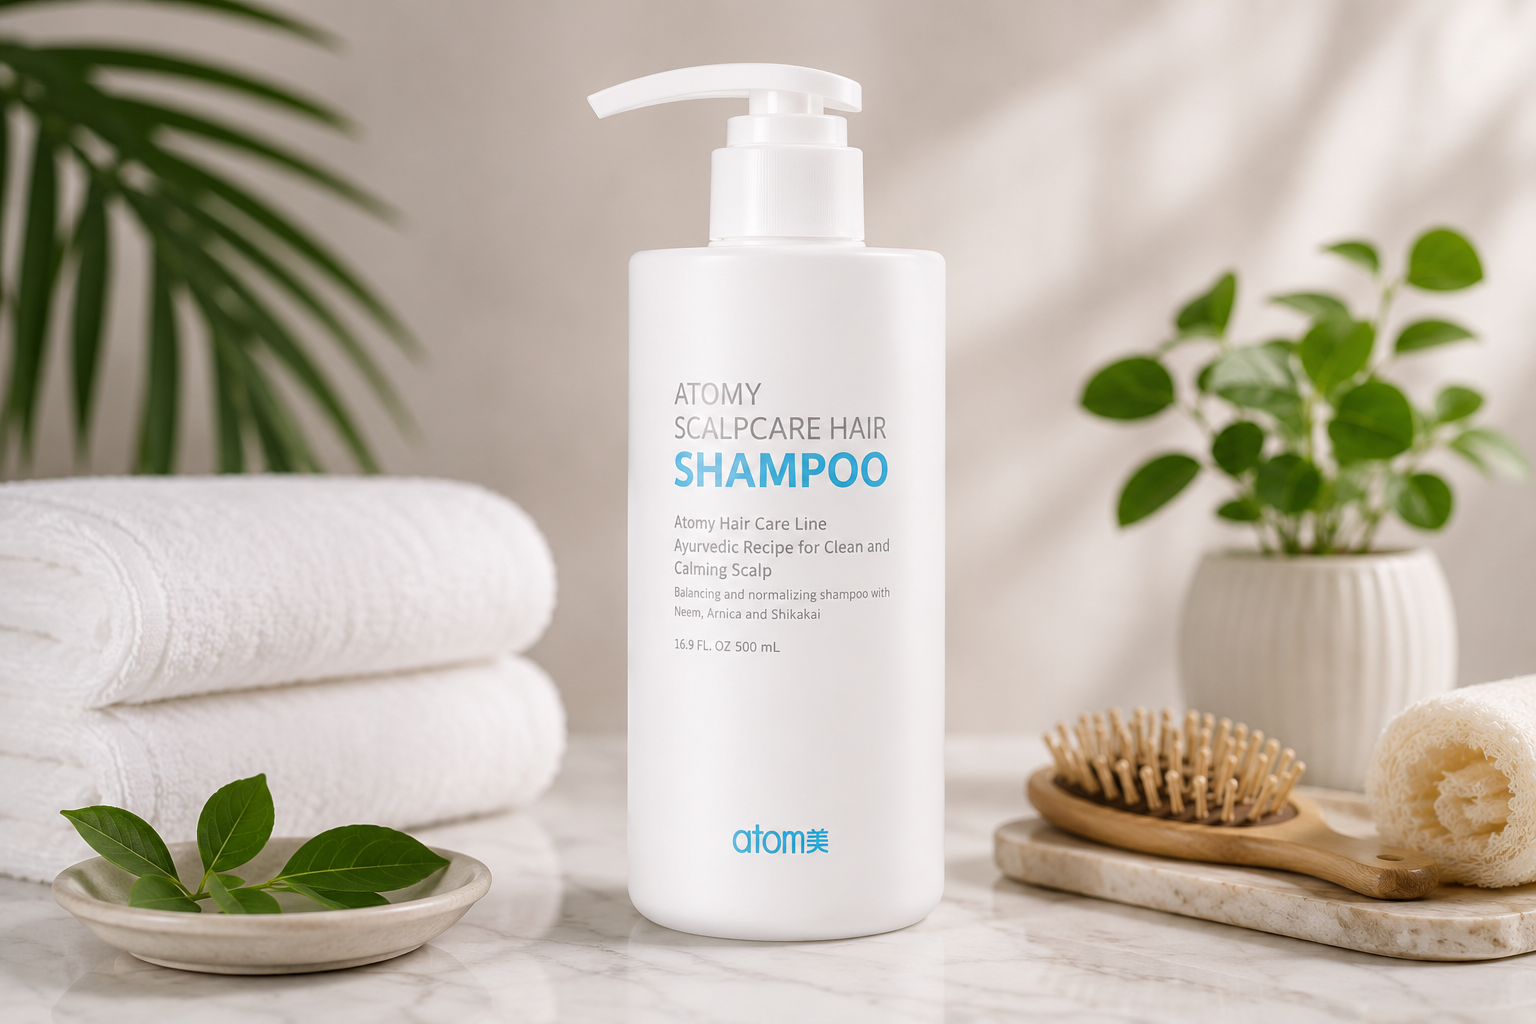 ATOMY
SCALPCARE HAIR
SHAMPOO
Atomy Hair Care Line
Ayurvedic Recipe for Clean and
Calming Scalp
Balancing and normalizing shampoo with
Neem, Arnica and Shikakai
16.9 FL. OZ 500 mL
atom美